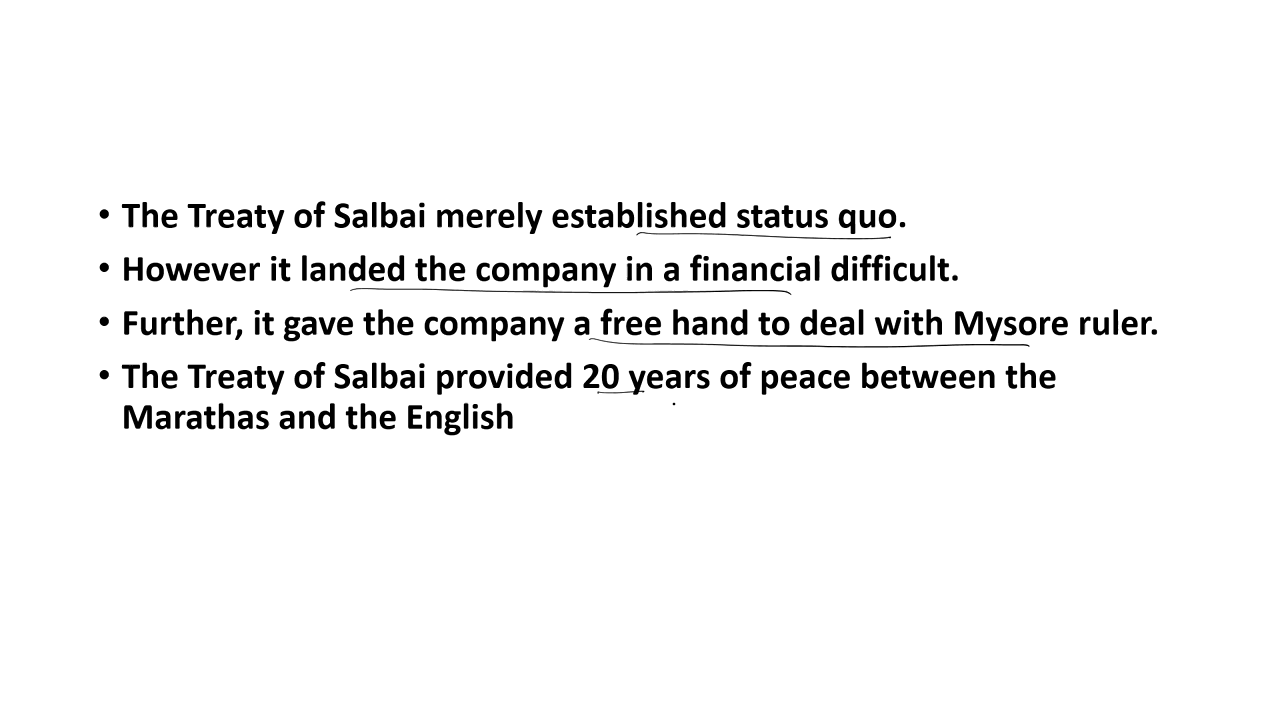 • The Treaty of Salbai merely established status quo.
• However it landed the company in a financial difficult.
• Further, it gave the company a free hand to deal with Mysore ruler.
• The Treaty of Salbai provided 20 years of peace between the
Marathas and the English